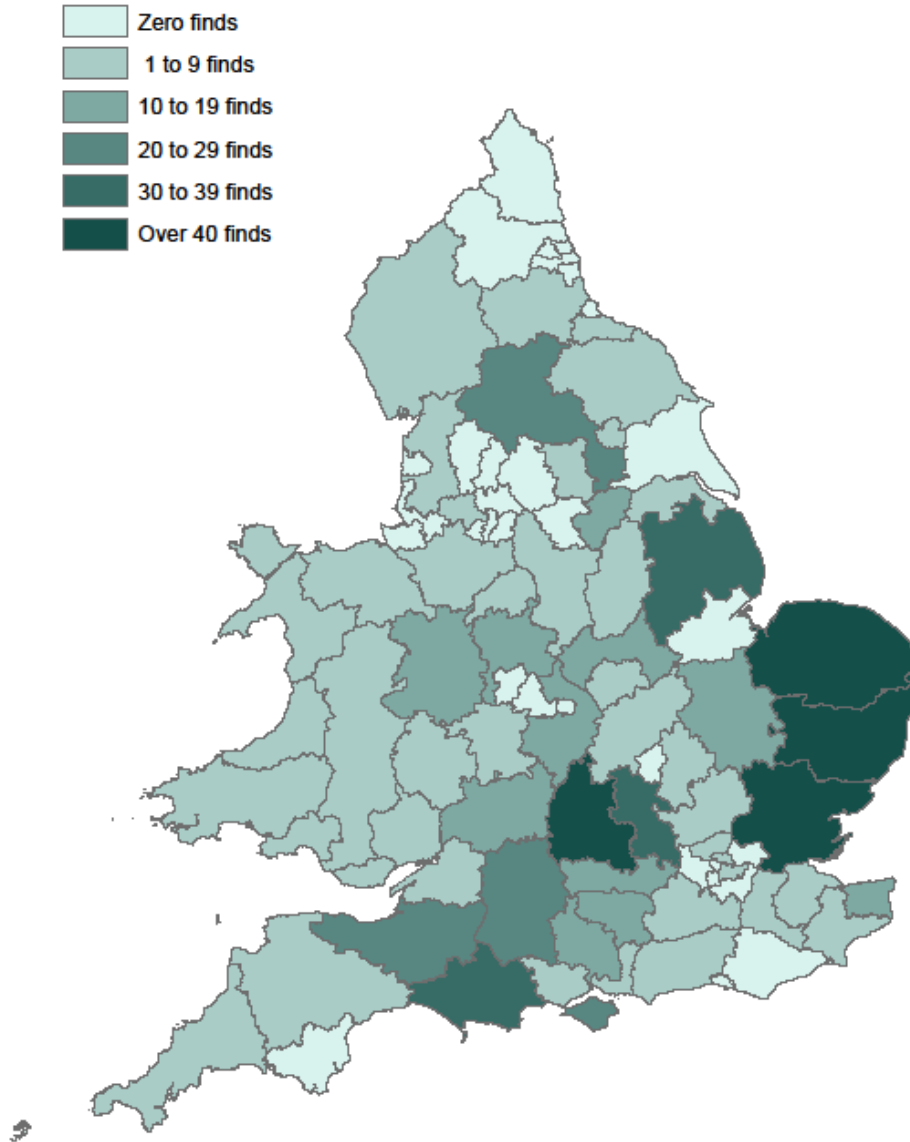 Zero finds
1 to 9 finds
10 to 19 finds
20 to 29 finds
30 to 39 finds
Over 40 finds